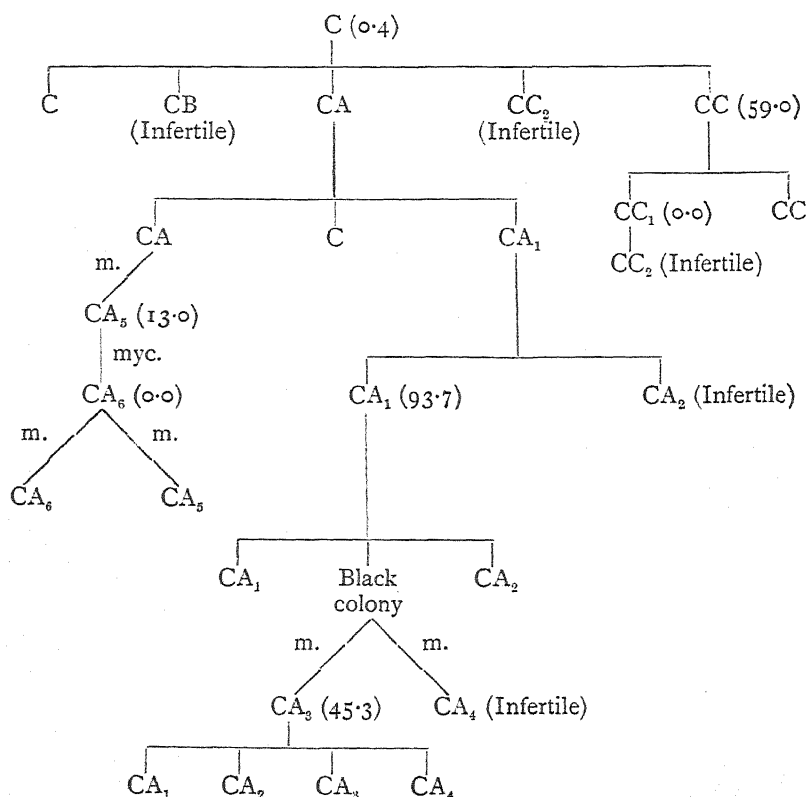 C (0·4)
C CB CA CC₂ CC (59·0)
(Infertile) (Infertile)
CA C CA₁ CC₁ (0·0) CC
m. CC₂ (Infertile)
CA₅ (13·0)
myc.
CA₆ (0·0) CA₁ (93·7) CA₂ (Infertile)
m. m.
CA₆ CA₅
CA₁ Black CA₂
colony
m. m.
CA₃ (45·3) CA₄ (Infertile)
CA₁ CA₂ CA₃ CA₄